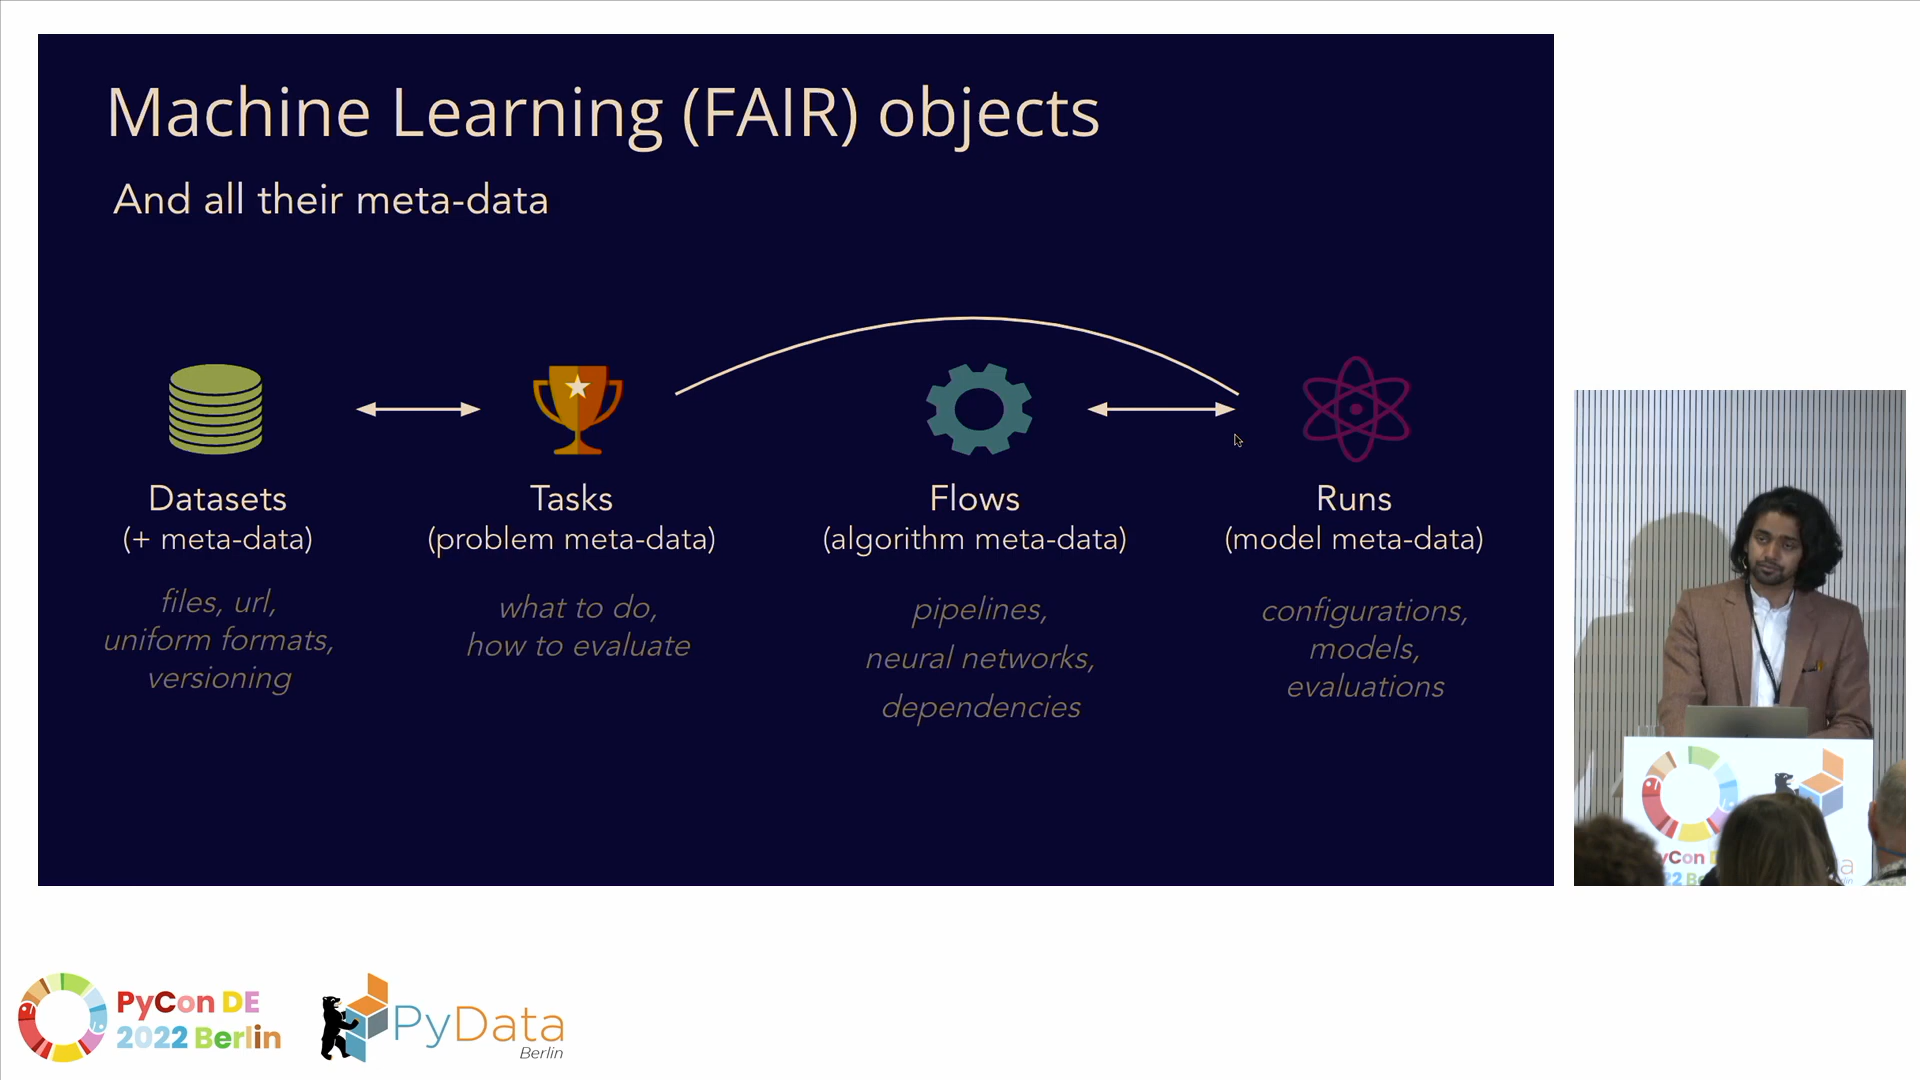 Machine Learning (FAIR) objects
And all their meta-data
Datasets
(+ meta-data)
files, url,
uniform formats,
versioning
Tasks
(problem meta-data)
what to do,
how to evaluate
Flows
(algorithm meta-data)
pipelines,
neural networks,
dependencies
Runs
(model meta-data)
configurations,
models,
evaluations
PyCon DE
2022 Berlin
PyData
Berlin